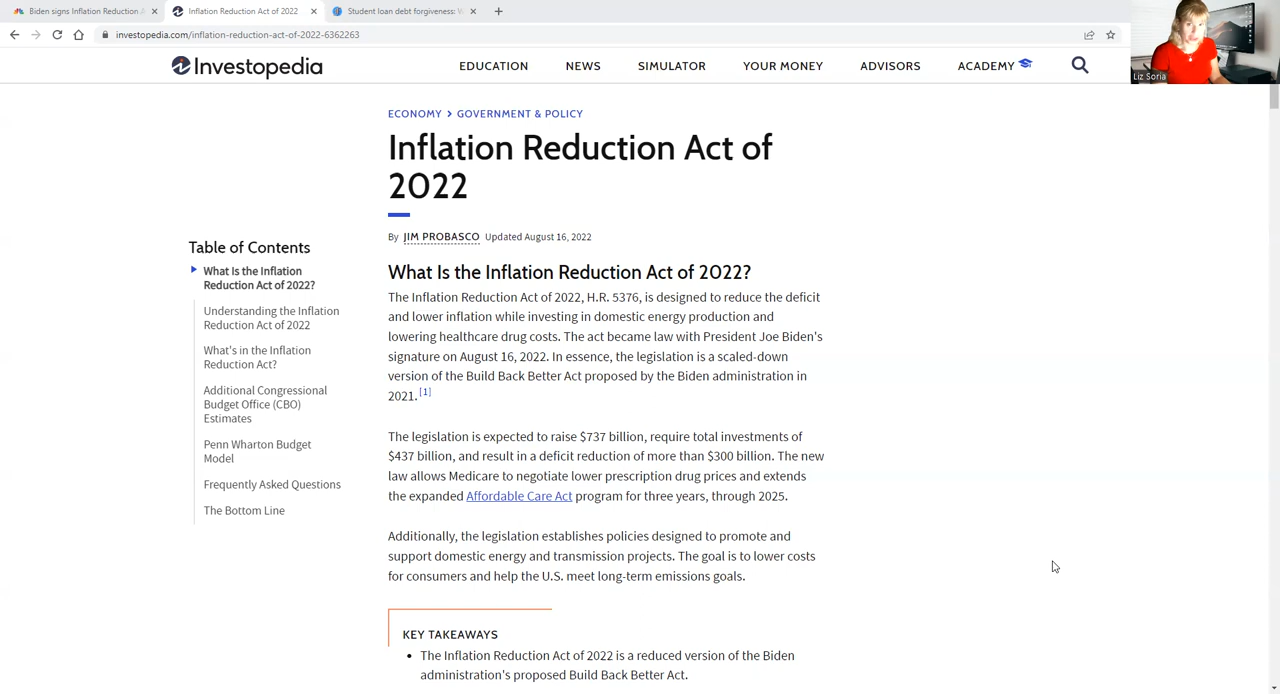 Biden signs Inflation Reduction A
Inflation Reduction Act of 2022
Student loan debt forgiveness: W
investopedia.com/inflation-reduction-act-of-2022-6362263
Liz Soria
Investopedia
EDUCATION
NEWS
SIMULATOR
YOUR MONEY
ADVISORS
ACADEMY
ECONOMY > GOVERNMENT & POLICY
Inflation Reduction Act of
2022
By JIM PROBASCO Updated August 16, 2022
Table of Contents
What Is the Inflation
Reduction Act of 2022?
Understanding the Inflation
Reduction Act of 2022
What's in the Inflation
Reduction Act?
Additional Congressional
Budget Office (CBO)
Estimates
Penn Wharton Budget
Model
Frequently Asked Questions
The Bottom Line
What Is the Inflation Reduction Act of 2022?
The Inflation Reduction Act of 2022, H.R. 5376, is designed to reduce the deficit
and lower inflation while investing in domestic energy production and
lowering healthcare drug costs. The act became law with President Joe Biden's
signature on August 16, 2022. In essence, the legislation is a scaled-down
version of the Build Back Better Act proposed by the Biden administration in
2021. [1]
The legislation is expected to raise $737 billion, require total investments of
$437 billion, and result in a deficit reduction of more than $300 billion. The new
law allows Medicare to negotiate lower prescription drug prices and extends
the expanded Affordable Care Act program for three years, through 2025.
Additionally, the legislation establishes policies designed to promote and
support domestic energy and transmission projects. The goal is to lower costs
for consumers and help the U.S. meet long-term emissions goals.
KEY TAKEAWAYS
• The Inflation Reduction Act of 2022 is a reduced version of the Biden
administration's proposed Build Back Better Act.